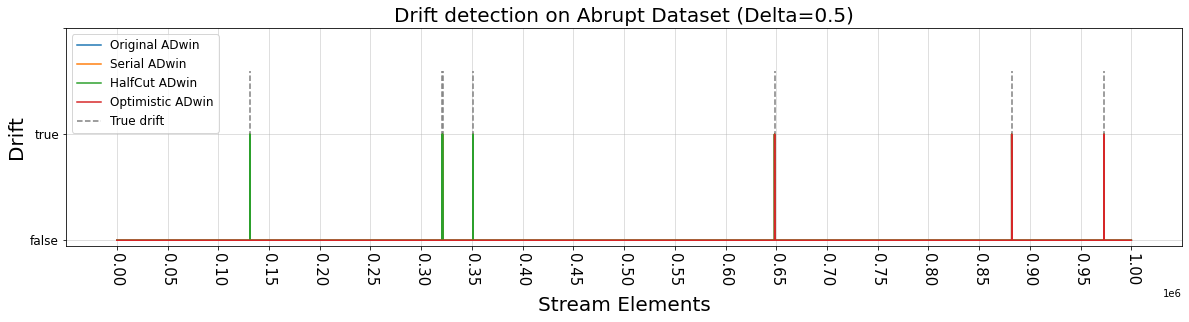 Drift detection on Abrupt Dataset (Delta=0.5)
Original ADwin
Serial ADwin
HalfCut ADwin
Optimistic ADwin
True drift
Drift
true
false
0.00
0.05
0.10
0.15
0.20
0.25
0.30
0.35
0.40
0.45
0.50
0.55
0.60
0.65
0.70
0.75
0.80
0.85
0.90
0.95
1.00
1e6
Stream Elements